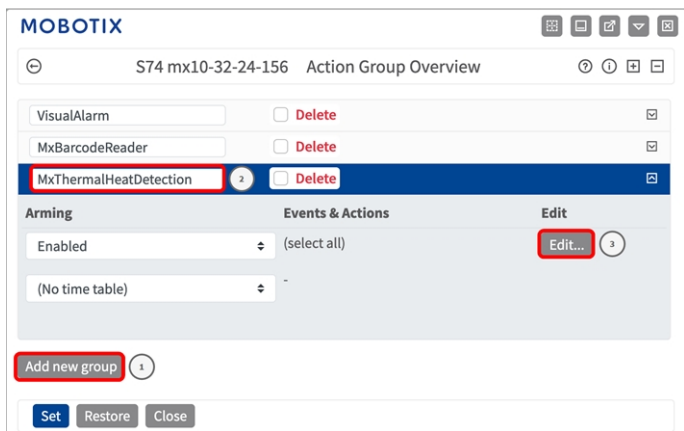 MOBOTIX
S74 mx10-32-24-156 Action Group Overview
VisualAlarm Delete
MxBarcodeReader Delete
MxThermalHeatDetection 2 Delete
Arming Events & Actions Edit
Enabled (select all) Edit... 3
(No time table) -
Add new group 1
Set Restore Close